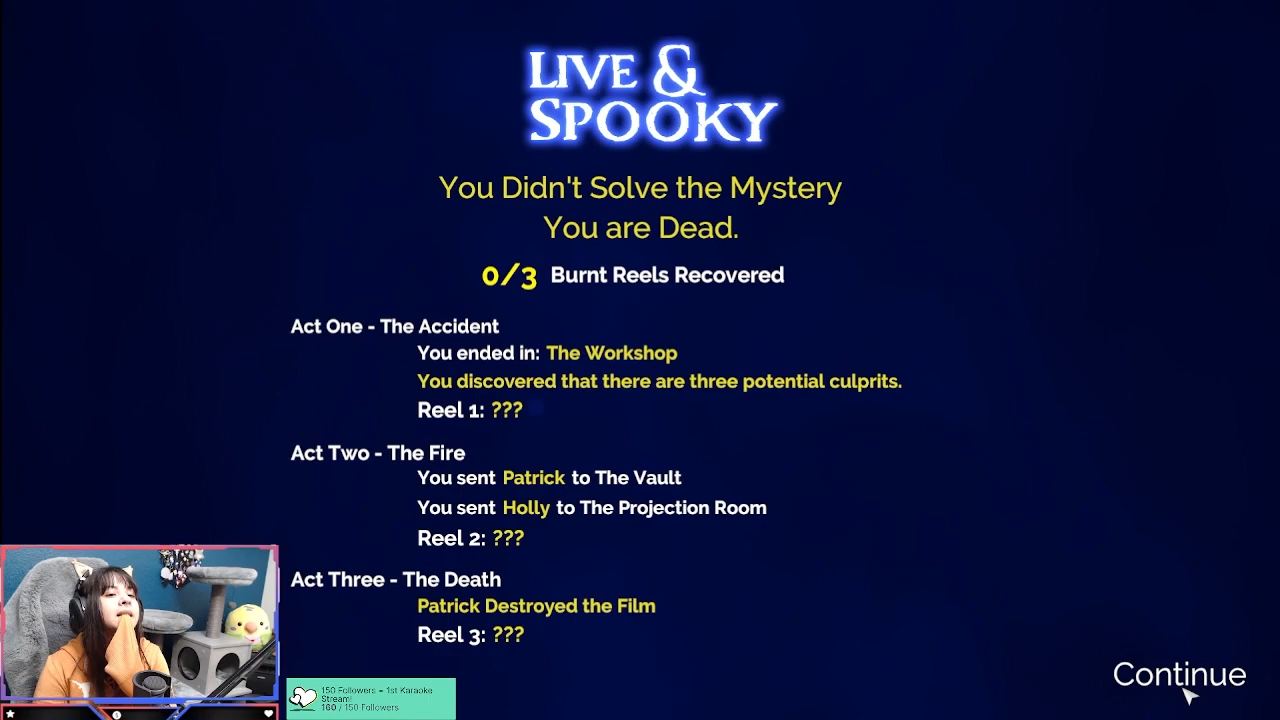 LIVE &
SPOOKY
You Didn't Solve the Mystery
You are Dead.
0/3 Burnt Reels Recovered
Act One - The Accident
You ended in: The Workshop
You discovered that there are three potential culprits.
Reel 1: ???
Act Two - The Fire
You sent Patrick to The Vault
You sent Holly to The Projection Room
Reel 2: ???
Act Three - The Death
Patrick Destroyed the Film
Reel 3: ???
Continue
150 Followers = 1st Karaoke
Stream!
160 / 150 Followers